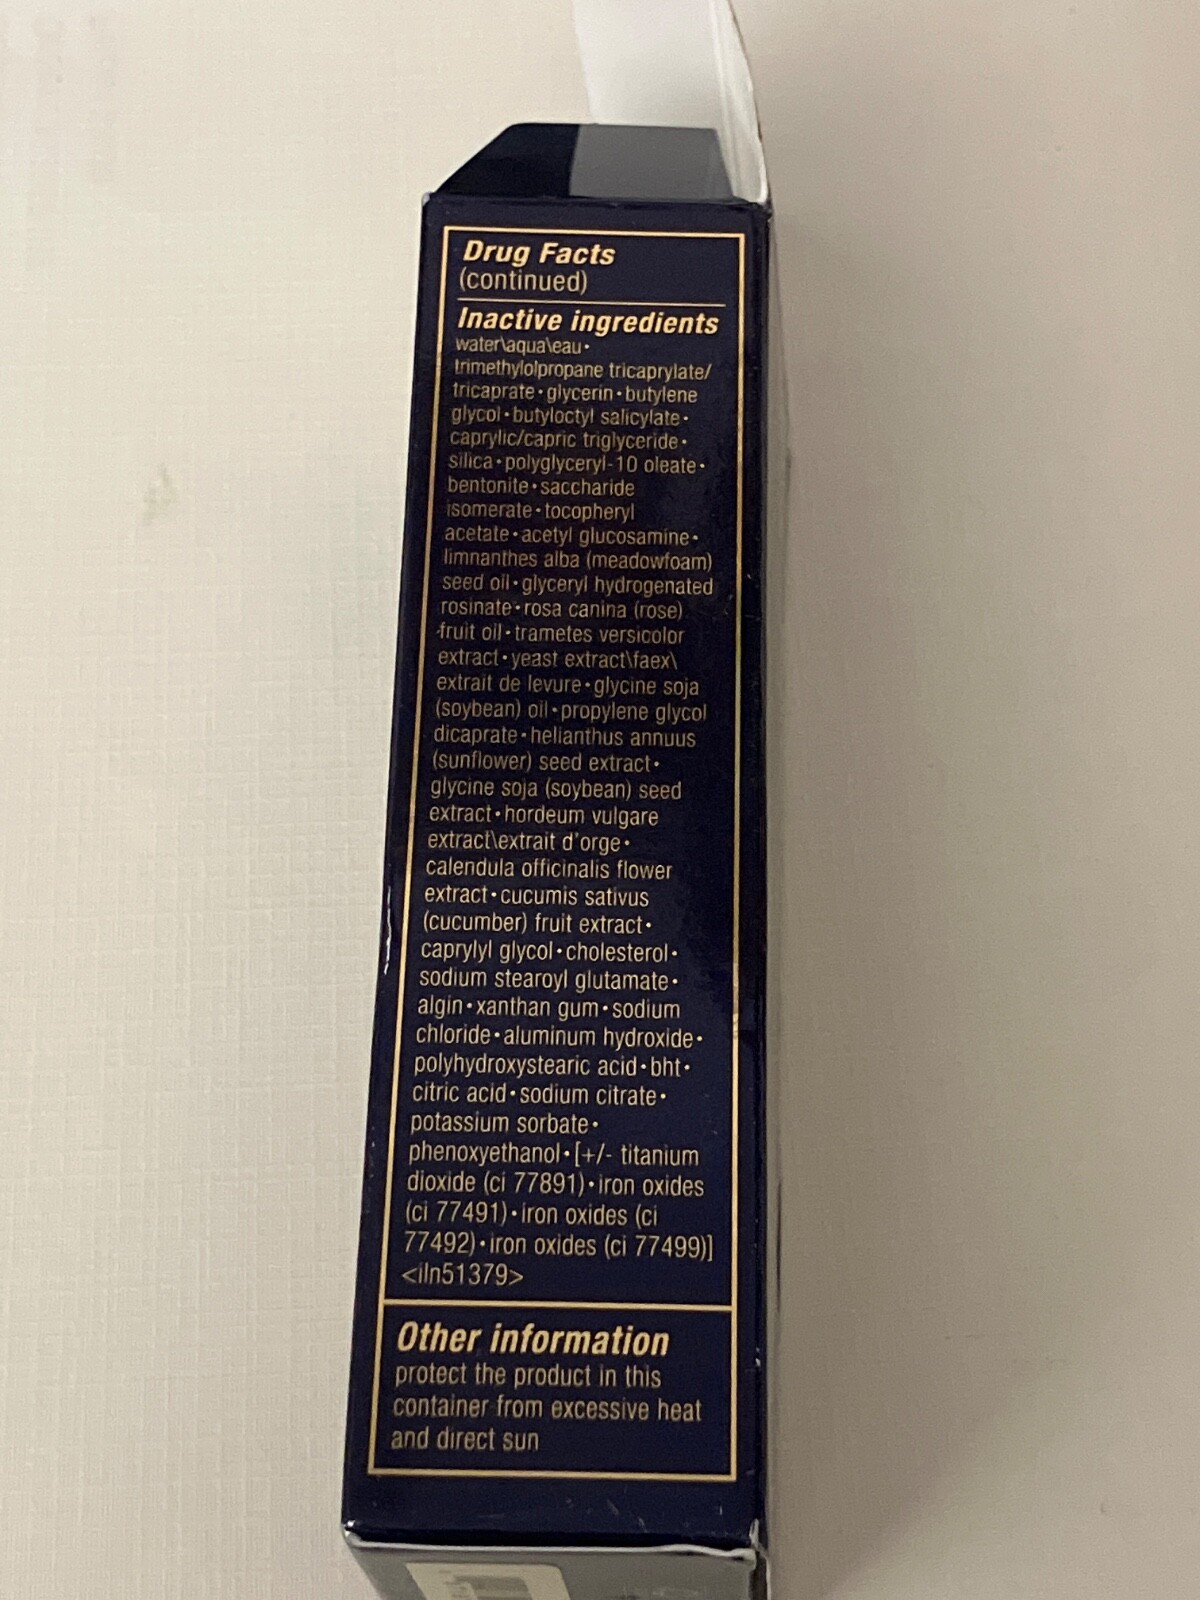 Drug Facts
(continued)
Inactive ingredients
water\aqua\eau•
trimethylolpropane tricaprylate/
tricaprate•glycerin•butylene
glycol•butyloctyl salicylate•
caprylic/capric triglyceride•
silica•polyglyceryl-10 oleate•
bentonite•saccharide
isomerate•tocopheryl
acetate•acetyl glucosamine•
limnanthes alba (meadowfoam)
seed oil•glyceryl hydrogenated
rosinate•rosa canina (rose)
fruit oil•trametes versicolor
extract•yeast extract\faex\
extrait de levure•glycine soja
(soybean) oil•propylene glycol
dicaprate•helianthus annuus
(sunflower) seed extract•
glycine soja (soybean) seed
extract•hordeum vulgare
extract\extrait d'orge•
calendula officinalis flower
extract•cucumis sativus
(cucumber) fruit extract•
caprylyl glycol•cholesterol•
sodium stearoyl glutamate•
algin•xanthan gum•sodium
chloride•aluminum hydroxide•
polyhydroxystearic acid•bht•
citric acid•sodium citrate•
potassium sorbate•
phenoxyethanol•[+/- titanium
dioxide (ci 77891)•iron oxides
(ci 77491)•iron oxides (ci
77492)•iron oxides (ci 77499)]
<iln51379>
Other information
protect the product in this
container from excessive heat
and direct sun